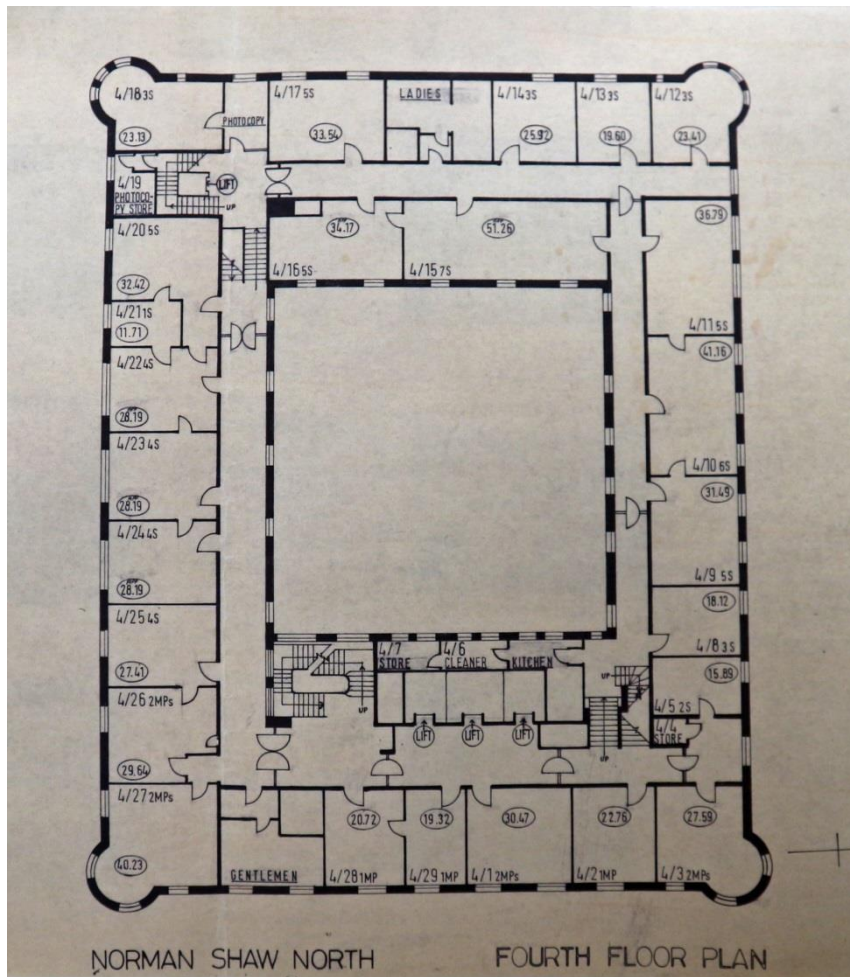 4/18 3S
23.13
PHOTOCOPY
4/17 5S
33.54
LADIES
4/14 3S
25.92
4/13 3S
19.60
4/12 3S
23.41
4/19
PHOTOCO-
PY STORE
LIFT
UP
4/20 5S
32.42
34.17
4/16 5S
51.26
4/15 7S
36.79
4/11 5S
4/21 1S
11.71
4/22 4S
28.19
41.16
4/10 6S
4/23 4S
28.19
31.49
4/9 5S
4/24 4S
28.19
18.12
4/8 3S
4/25 4S
27.41
4/7
STORE
4/6
CLEANER
KITCHEN
15.89
4/5 2S
4/4
STORE
UP
UP
UP
LIFT
LIFT
LIFT
4/26 2MPs
29.64
4/27 2MPs
40.23
GENTLEMEN
20.72
4/28 1MP
19.32
4/29 1MP
30.47
4/1 2MPs
22.76
4/2 1MP
27.59
4/3 2MPs
NORMAN SHAW NORTH
FOURTH FLOOR PLAN